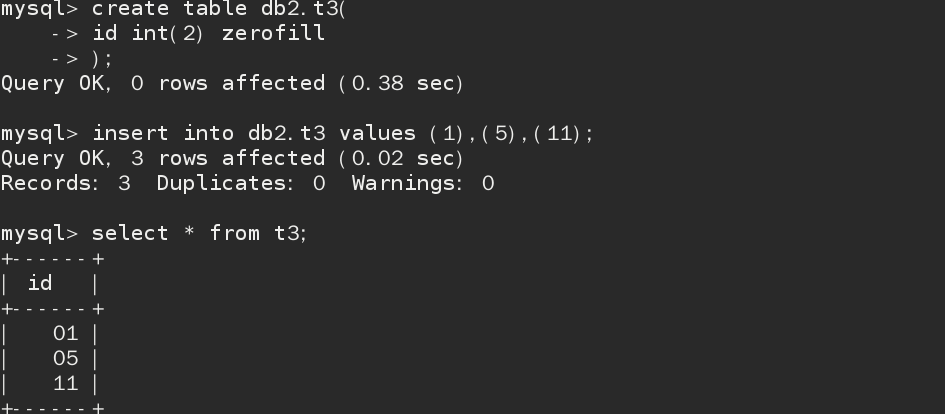 mysql> create table db2.t3(
    -> id int(2) zerofill
    -> );
Query OK, 0 rows affected (0.38 sec)

mysql> insert into db2.t3 values (1),(5),(11);
Query OK, 3 rows affected (0.02 sec)
Records: 3  Duplicates: 0  Warnings: 0

mysql> select * from t3;
+------+
| id   |
+------+
|   01 |
|   05 |
|   11 |
+------+